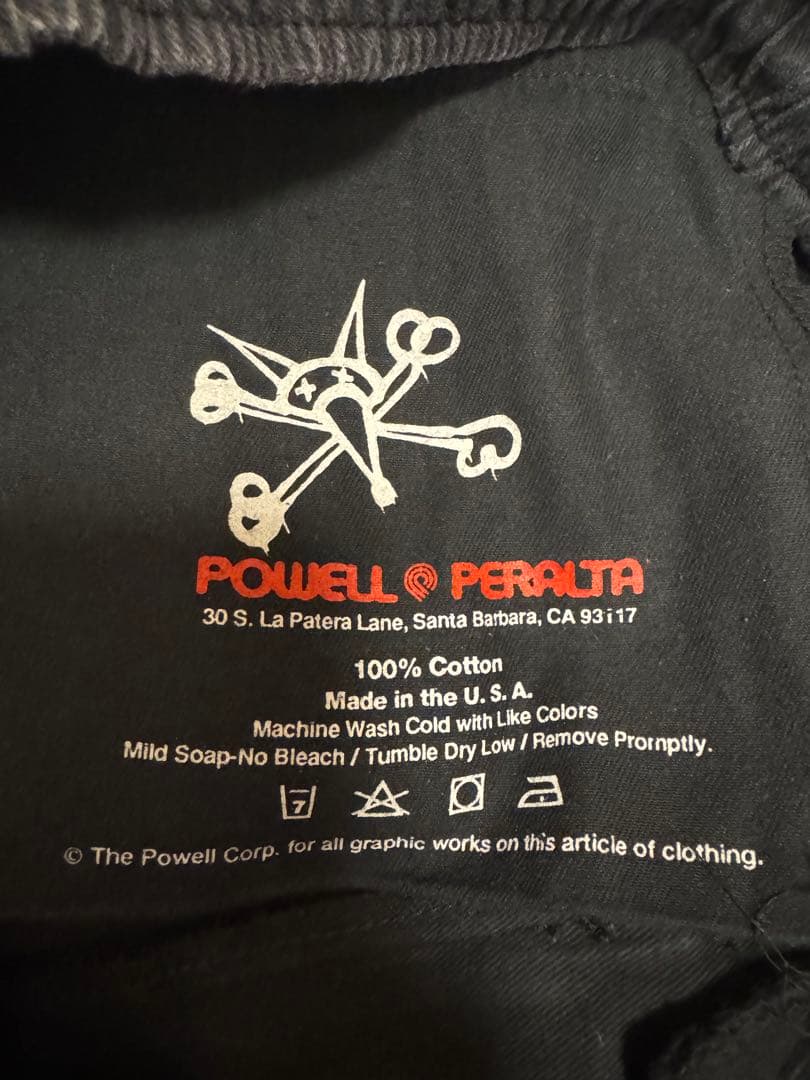 POWELL PERALTA
30 S. La Patera Lane, Santa Barbara, CA 93117
100% Cotton
Made in the U.S.A.
Machine Wash Cold with Like Colors
Mild Soap-No Bleach / Tumble Dry Low / Remove Promptly.
7
© The Powell Corp. for all graphic works on this article of clothing.